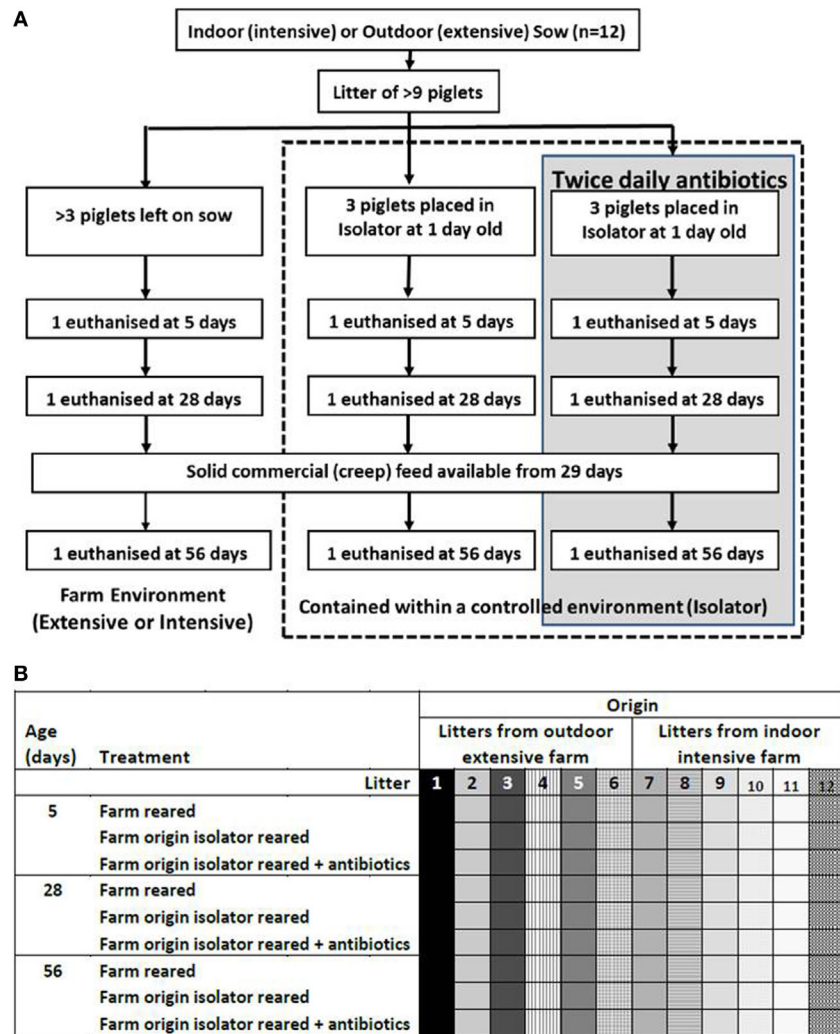 A
Indoor (intensive) or Outdoor (extensive) Sow (n=12)
Litter of >9 piglets
Twice daily antibiotics
>3 piglets left on sow
3 piglets placed in
Isolator at 1 day old
3 piglets placed in
Isolator at 1 day old
1 euthanised at 5 days
1 euthanised at 5 days
1 euthanised at 5 days
1 euthanised at 28 days
1 euthanised at 28 days
1 euthanised at 28 days
Solid commercial (creep) feed available from 29 days
1 euthanised at 56 days
1 euthanised at 56 days
1 euthanised at 56 days
Farm Environment
(Extensive or Intensive)
Contained within a controlled environment (Isolator)
B
Origin
Age
(days) Treatment
Litters from outdoor
extensive farm
Litters from indoor
intensive farm
Litter 1 2 3 4 5 6 7 8 9 10 11 12
5 Farm reared
Farm origin isolator reared
Farm origin isolator reared + antibiotics
28 Farm reared
Farm origin isolator reared
Farm origin isolator reared + antibiotics
56 Farm reared
Farm origin isolator reared
Farm origin isolator reared + antibiotics